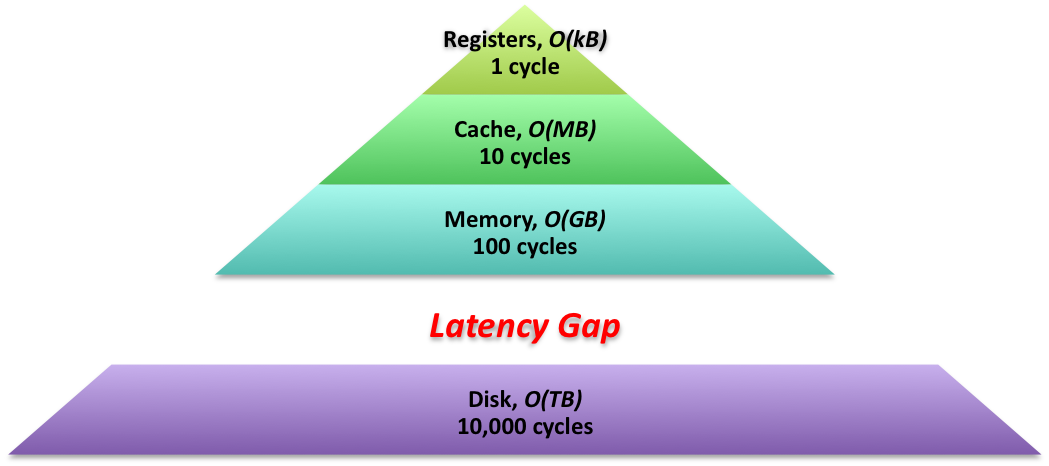 Registers, O(kB)
1 cycle
Cache, O(MB)
10 cycles
Memory, O(GB)
100 cycles
Latency Gap
Disk, O(TB)
10,000 cycles